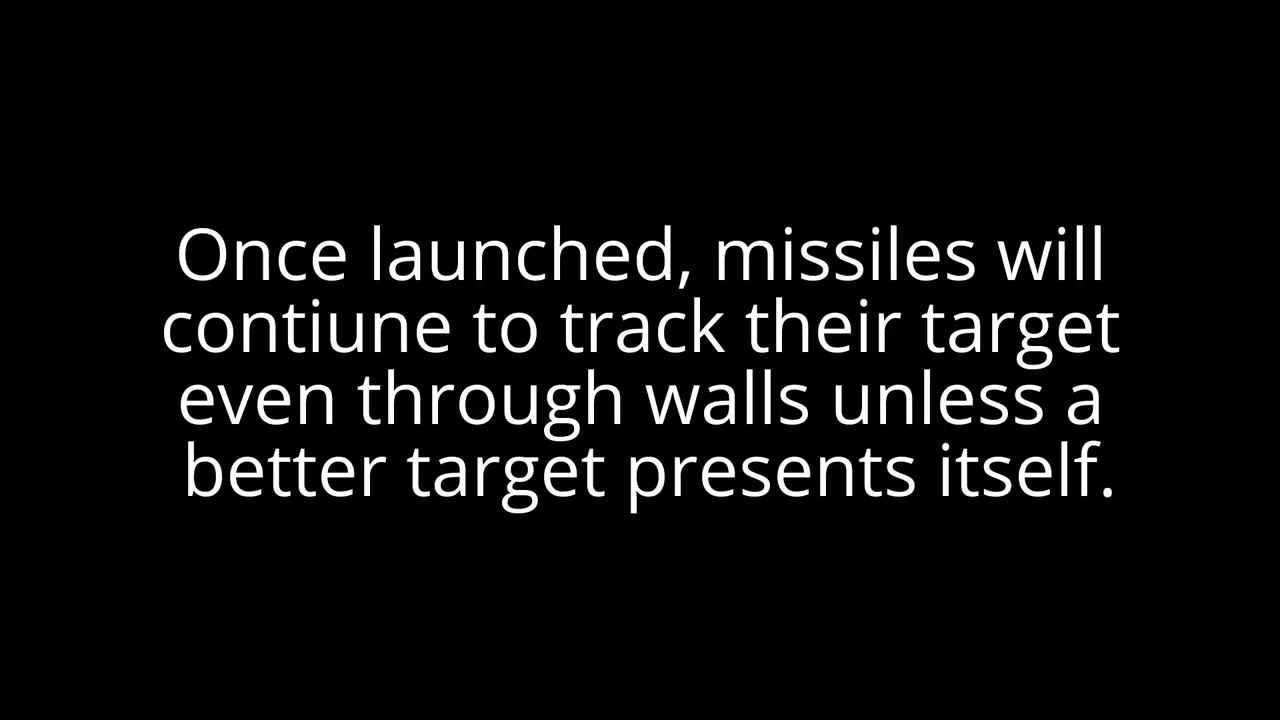 Once launched, missiles will
contiune to track their target
even through walls unless a
better target presents itself.